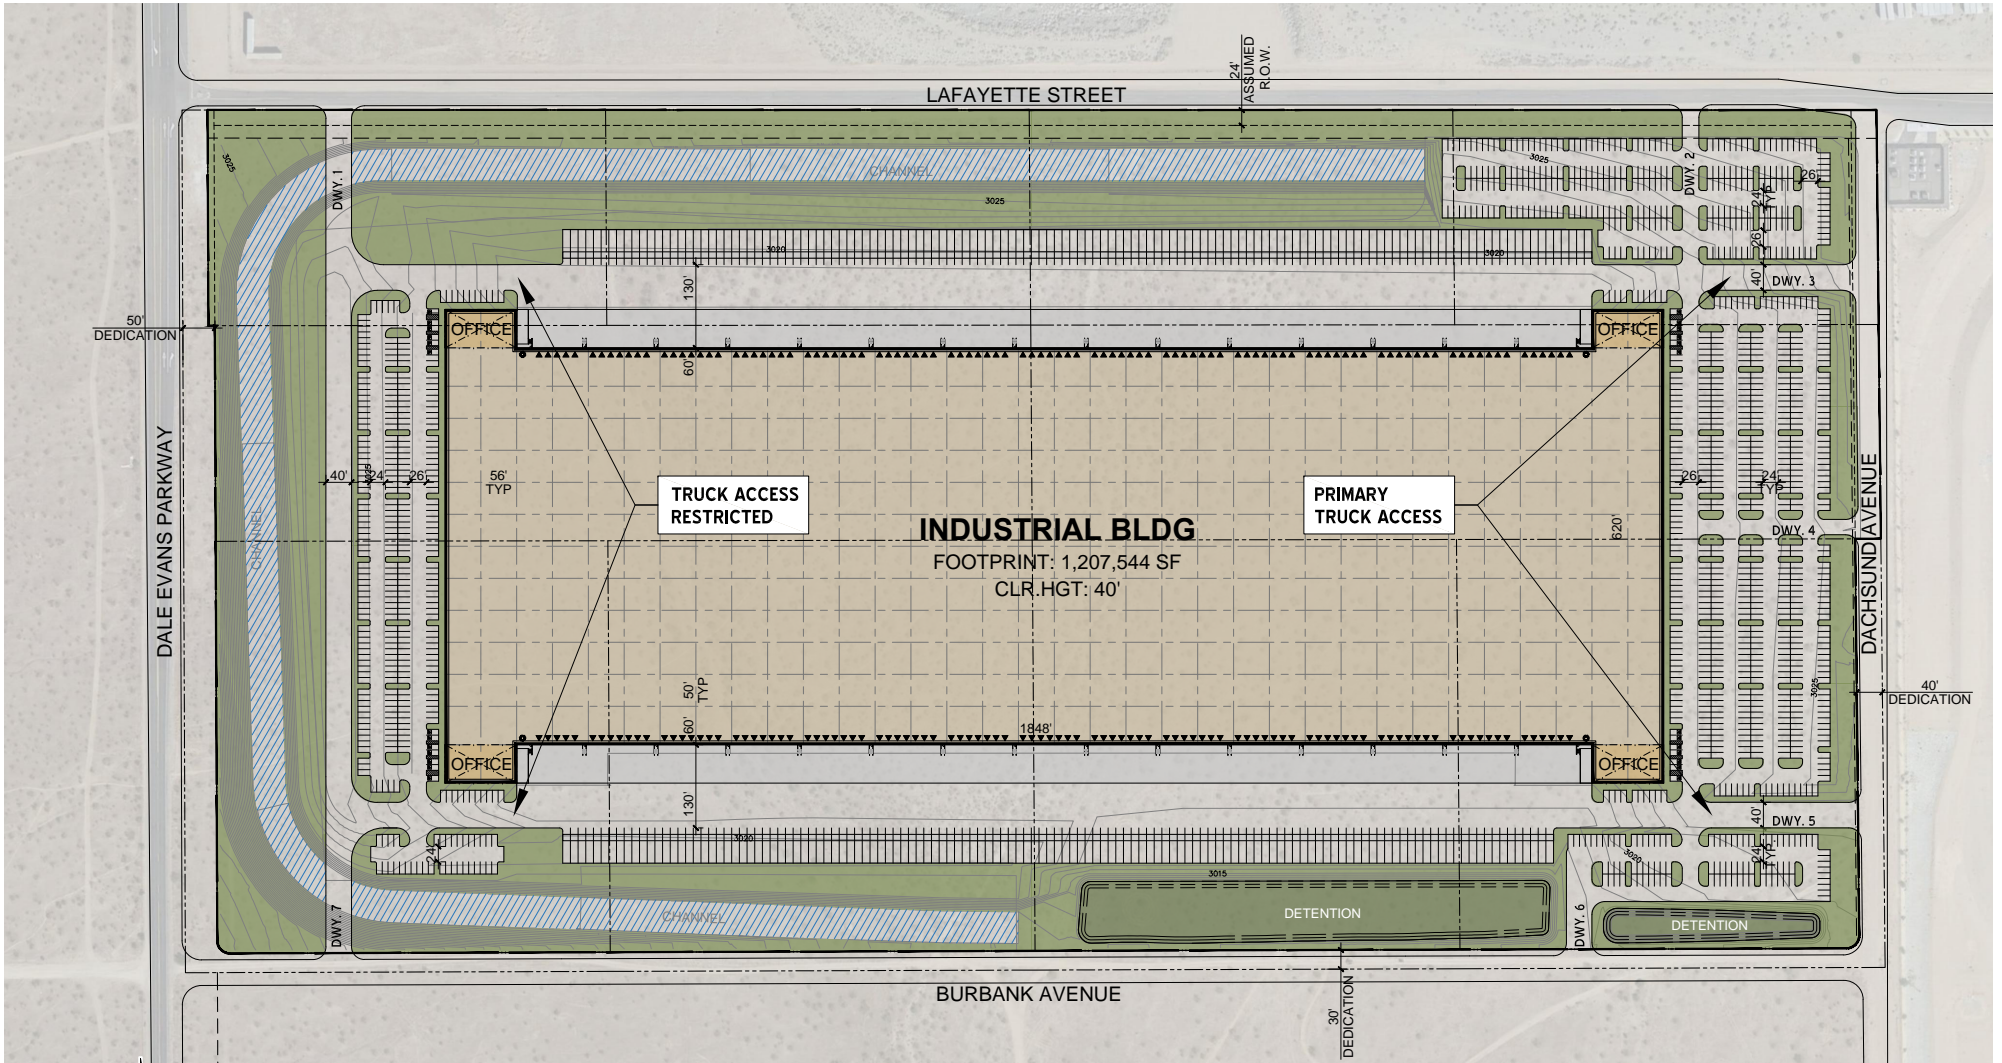 24'
ASSUMED
R.O.W.
LAFAYETTE STREET
3025
DWY. 1
CHANNEL
3025
3025
DWY. 2
24'
TYP
26'
3020
3020
26'
130'
40'
DWY. 3
50'
DEDICATION
OFFICE
OFFICE
60'
DALE EVANS PARKWAY
CHANNEL
40'
3025
24'
26'
56'
TYP
TRUCK ACCESS
RESTRICTED
PRIMARY
TRUCK ACCESS
INDUSTRIAL BLDG
FOOTPRINT: 1,207,544 SF
CLR.HGT: 40'
620'
26'
24'
TYP
DWY. 4
DACHSUND AVENUE
50'
TYP
60'
1848'
3025
40'
DEDICATION
OFFICE
OFFICE
130'
40'
DWY. 5
3020
24'
3020
24'
TYP
3015
DETENTION
DETENTION
CHANNEL
DWY. 7
DWY. 6
BURBANK AVENUE
30'
DEDICATION